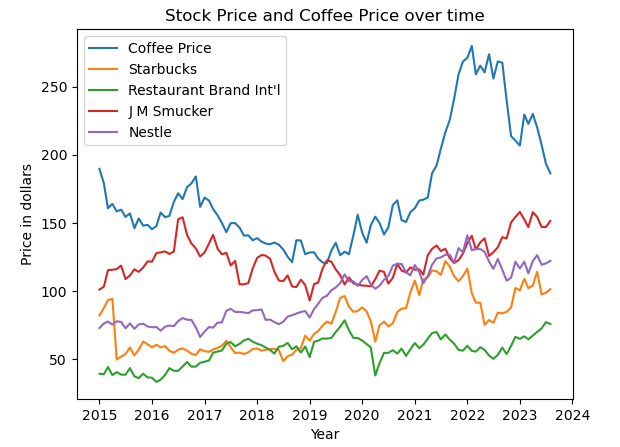 Stock Price and Coffee Price over time
Coffee Price
Starbucks
Restaurant Brand Int'l
J M Smucker
Nestle
Price in dollars
250
200
150
100
50
2015 2016 2017 2018 2019 2020 2021 2022 2023 2024
Year